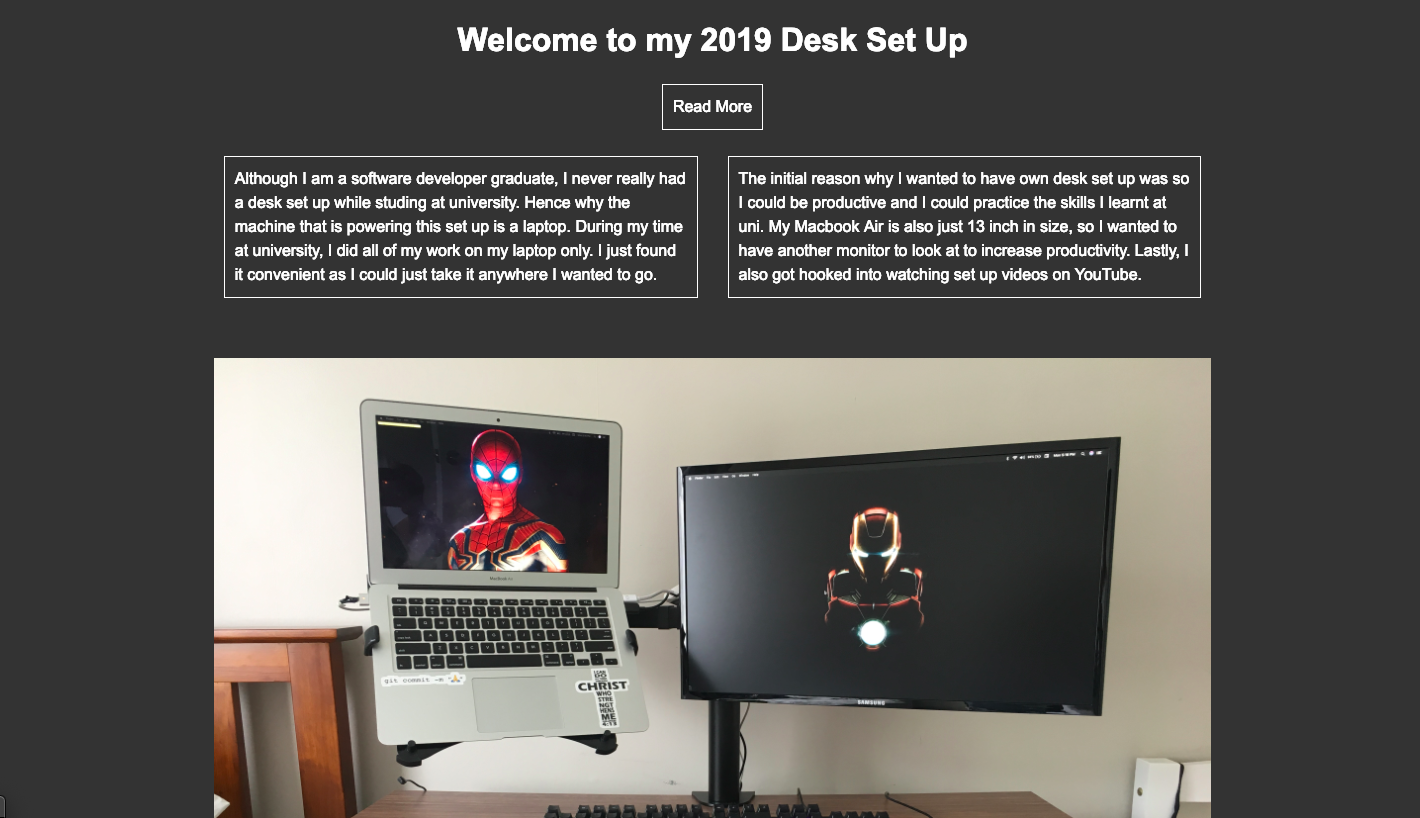 Welcome to my 2019 Desk Set Up
Read More
Although I am a software developer graduate, I never really had
a desk set up while studing at university. Hence why the
machine that is powering this set up is a laptop. During my time
at university, I did all of my work on my laptop only. I just found
it convenient as I could just take it anywhere I wanted to go.
The initial reason why I wanted to have own desk set up was so
I could be productive and I could practice the skills I learnt at
uni. My Macbook Air is also just 13 inch in size, so I wanted to
have another monitor to look at to increase productivity. Lastly, I
also got hooked into watching set up videos on YouTube.
MacBook Air
git commit -m
CHRIST
WHO
STRE
NGT
HENS
ME
SAMSUNG